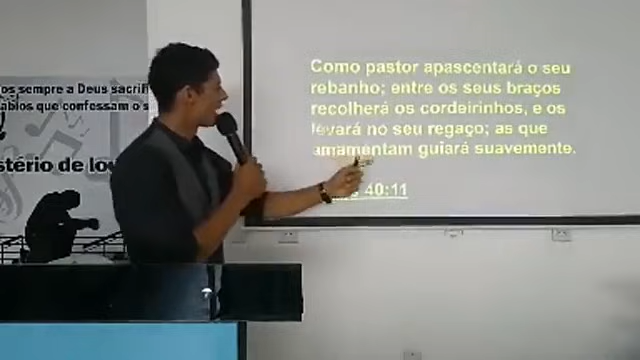 os sempre a Deus sacrif
ábios que confessam o s
stério de lou
Como pastor apascentará o seu
rebanho; entre os seus braços
recolherá os cordeirinhos, e os
levará no seu regaço; as que
amamentam guiará suavemente.
40:11